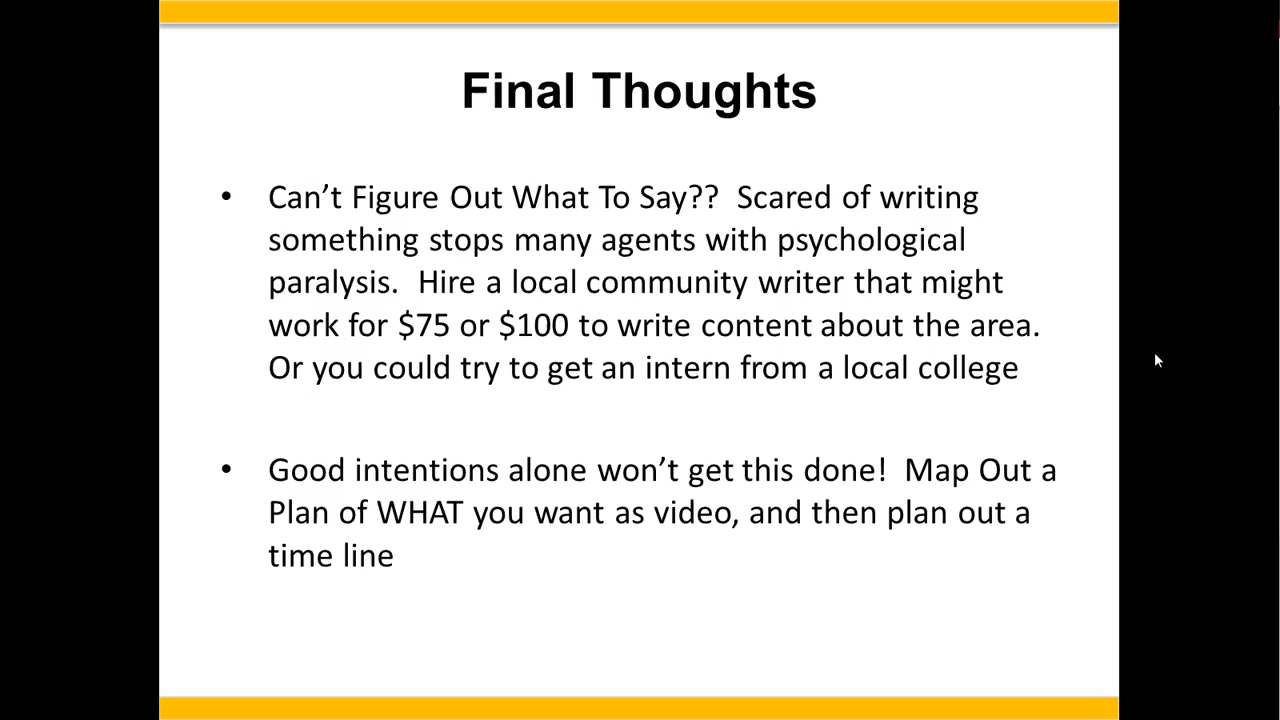 Final Thoughts
• Can’t Figure Out What To Say??  Scared of writing
something stops many agents with psychological
paralysis.  Hire a local community writer that might
work for $75 or $100 to write content about the area.
Or you could try to get an intern from a local college
• Good intentions alone won’t get this done!  Map Out a
Plan of WHAT you want as video, and then plan out a
time line